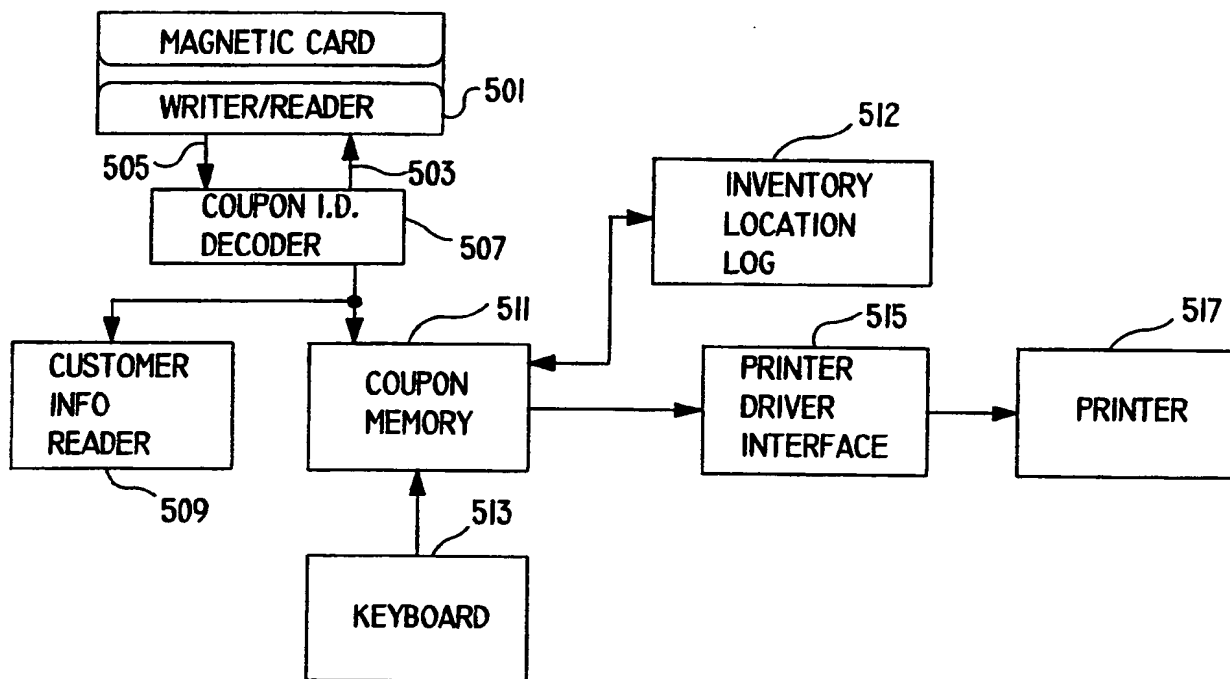 MAGNETIC CARD
WRITER/READER
501
505
503
COUPON I.D.
DECODER
507
512
INVENTORY
LOCATION
LOG
511
COUPON
MEMORY
CUSTOMER
INFO
READER
509
515
PRINTER
DRIVER
INTERFACE
517
PRINTER
513
KEYBOARD